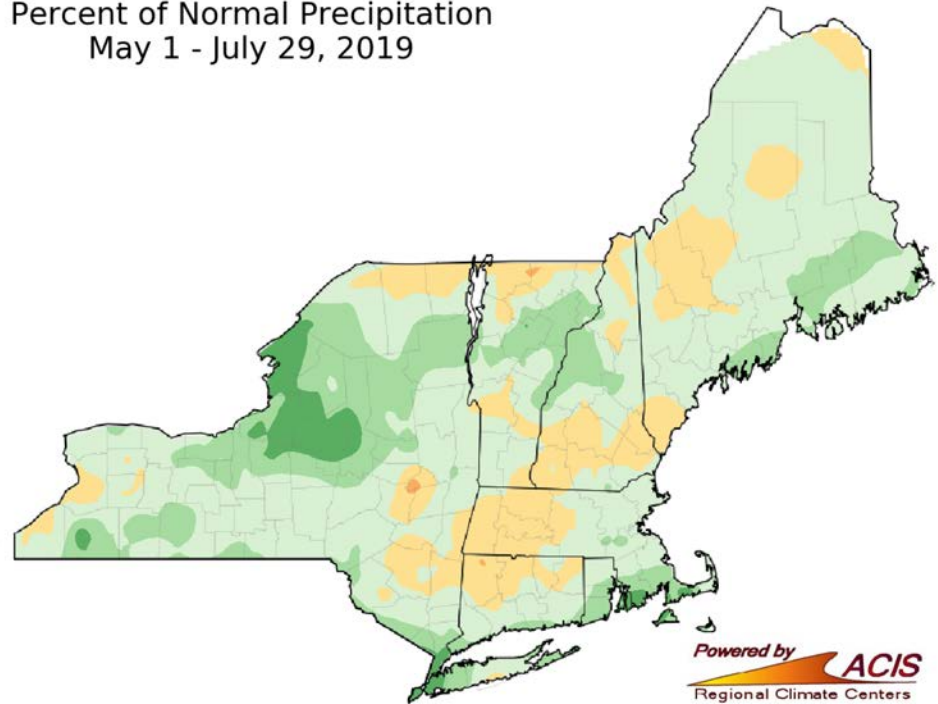 Percent of Normal Precipitation
May 1 - July 29, 2019
Powered by
ACIS
Regional Climate Centers